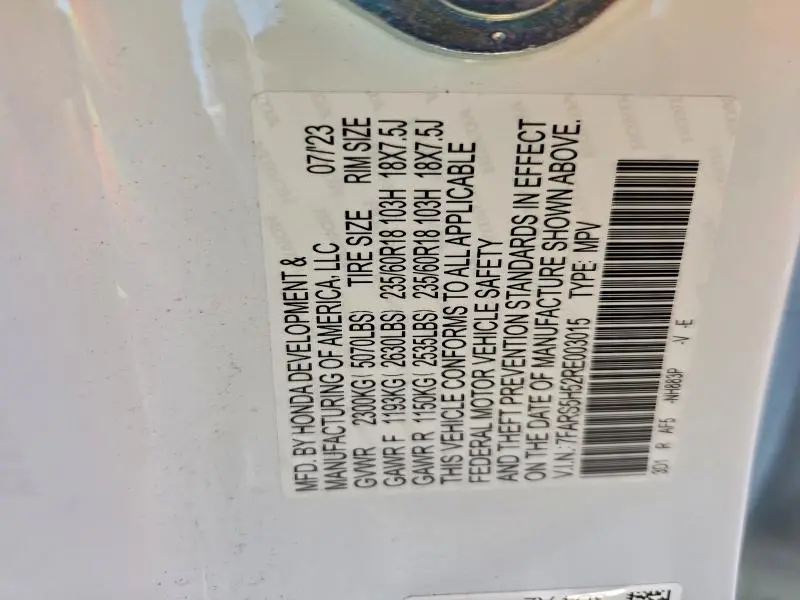 MFD. BY HONDA DEVELOPMENT &
MANUFACTURING OF AMERICA, LLC 07/'23
GVWR 2300KG( 5070LBS) TIRE SIZE RIM SIZE
GAWR F 1193KG( 2630LBS) 235/60R18 103H 18X7.5J
GAWR R 1150KG( 2535LBS) 235/60R18 103H 18X7.5J
THIS VEHICLE CONFORMS TO ALL APPLICABLE
FEDERAL MOTOR VEHICLE SAFETY
AND THEFT PREVENTION STANDARDS IN EFFECT
ON THE DATE OF MANUFACTURE SHOWN ABOVE.
V.I.N.: 7FARS5H52RE003015 TYPE: MPV
3D1 R AF5 -NH883P -V -E